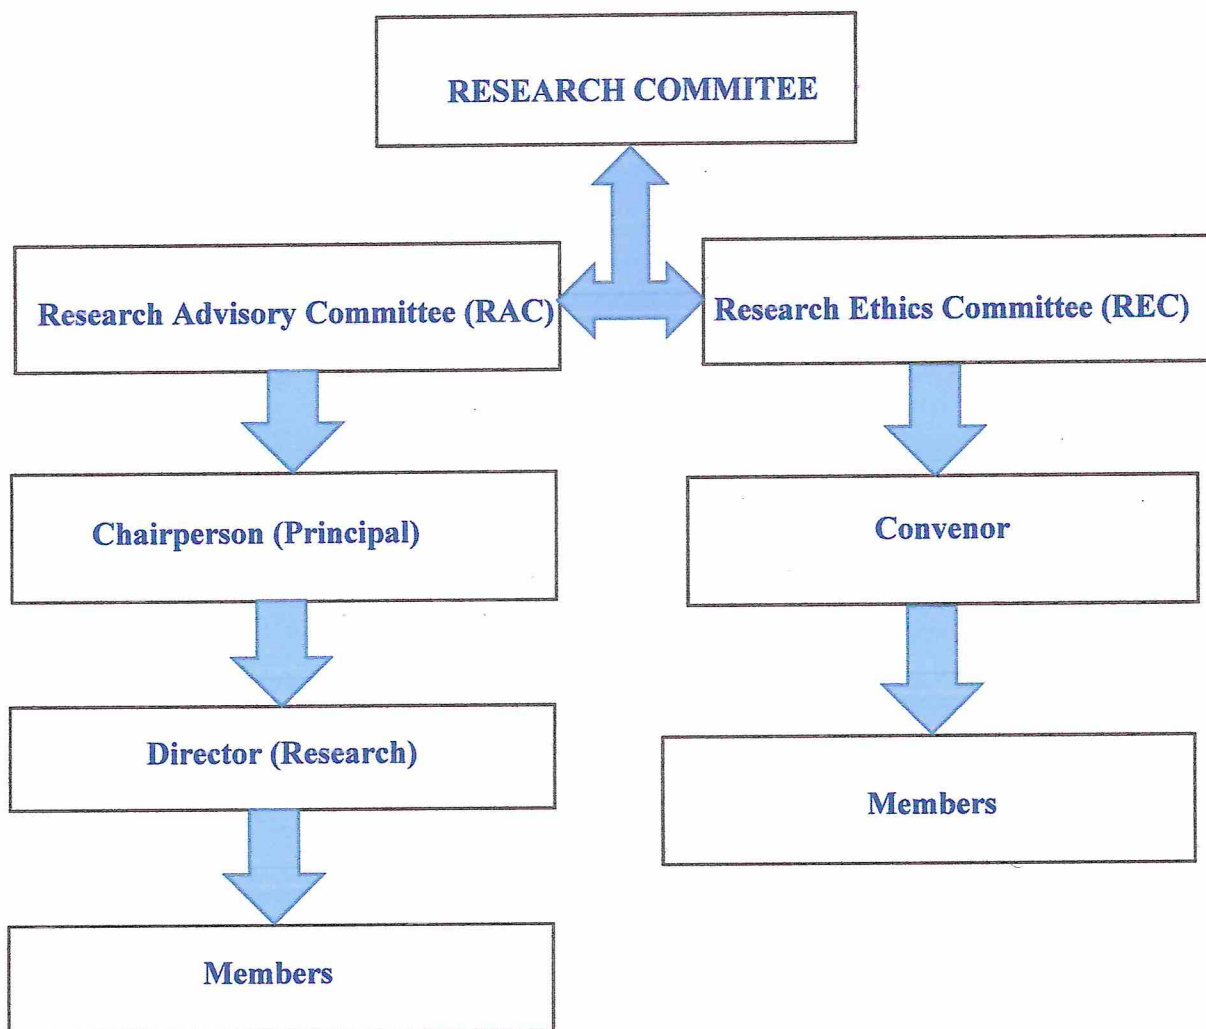 RESEARCH COMMITEE
Research Advisory Committee (RAC)
Research Ethics Committee (REC)
Chairperson (Principal)
Convenor
Director (Research)
Members
Members